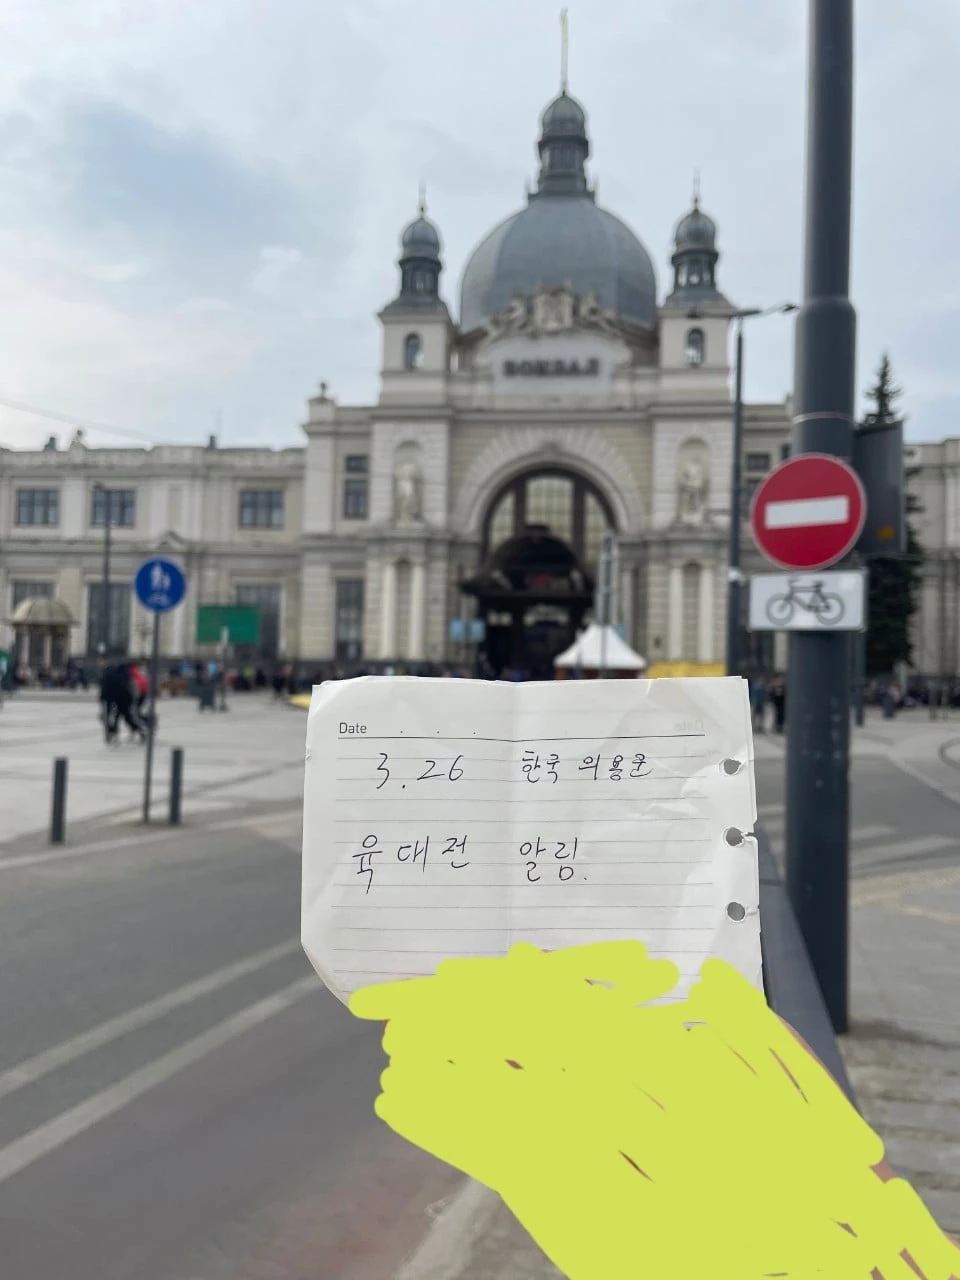 ВОКЗАЛ
Date . . .
3.26 한국 의용군
육대전 알림.